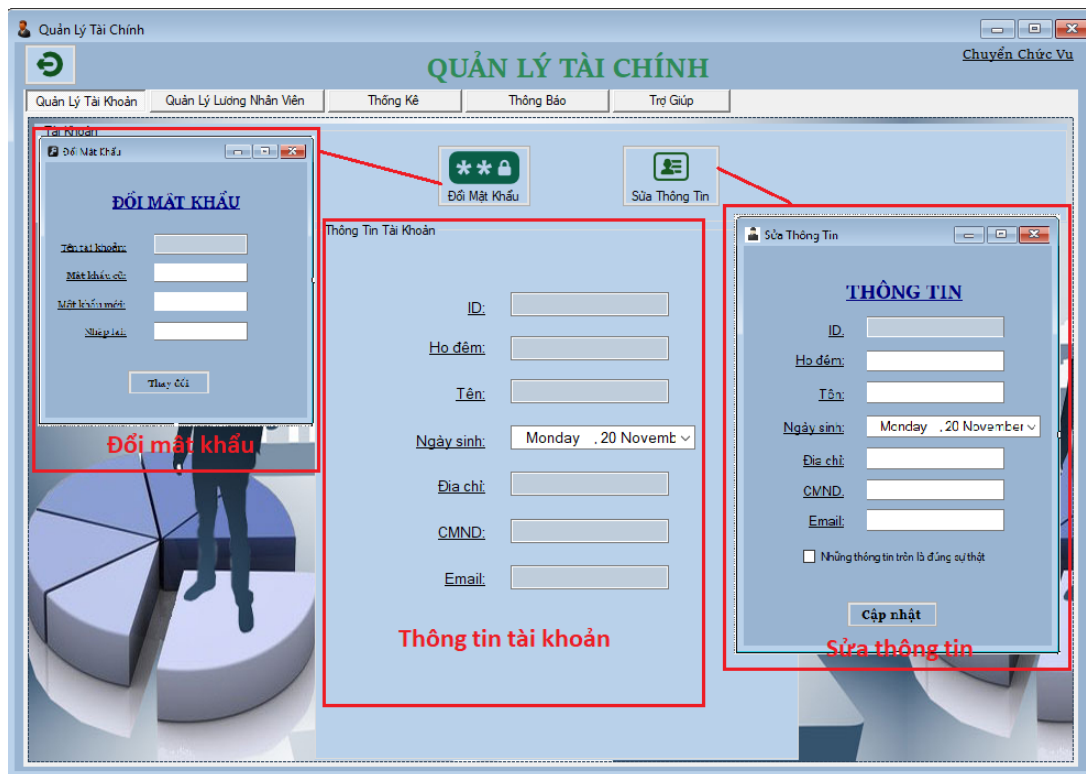 Quản Lý Tài Chính
QUẢN LÝ TÀI CHÍNH
Chuyển Chức Vu
Quản Lý Tài Khoản
Quản Lý Lương Nhân Viên
Thống Kê
Thông Báo
Trợ Giúp
Tài Khoản
Đổi Mật Khẩu
ĐỔI MẬT KHẨU
Tên tài khoản:
Mật khẩu cũ:
Mật khẩu mới:
Nhập lại:
Thay đổi
Đổi mật khẩu
Đổi Mật Khẩu
Sửa Thông Tin
Thông Tin Tài Khoản
ID:
Họ đêm:
Tên:
Ngày sinh:
Monday , 20 Novemb
Địa chỉ:
CMND:
Email:
Thông tin tài khoản
Sửa Thông Tin
THÔNG TIN
ID.
Họ đêm:
Tên:
Ngày sinh:
Monday , 20 November
Địa chỉ:
CMND.
Email:
Những thông tin trên là đúng sự thật
Cập nhật
Sửa thông tin